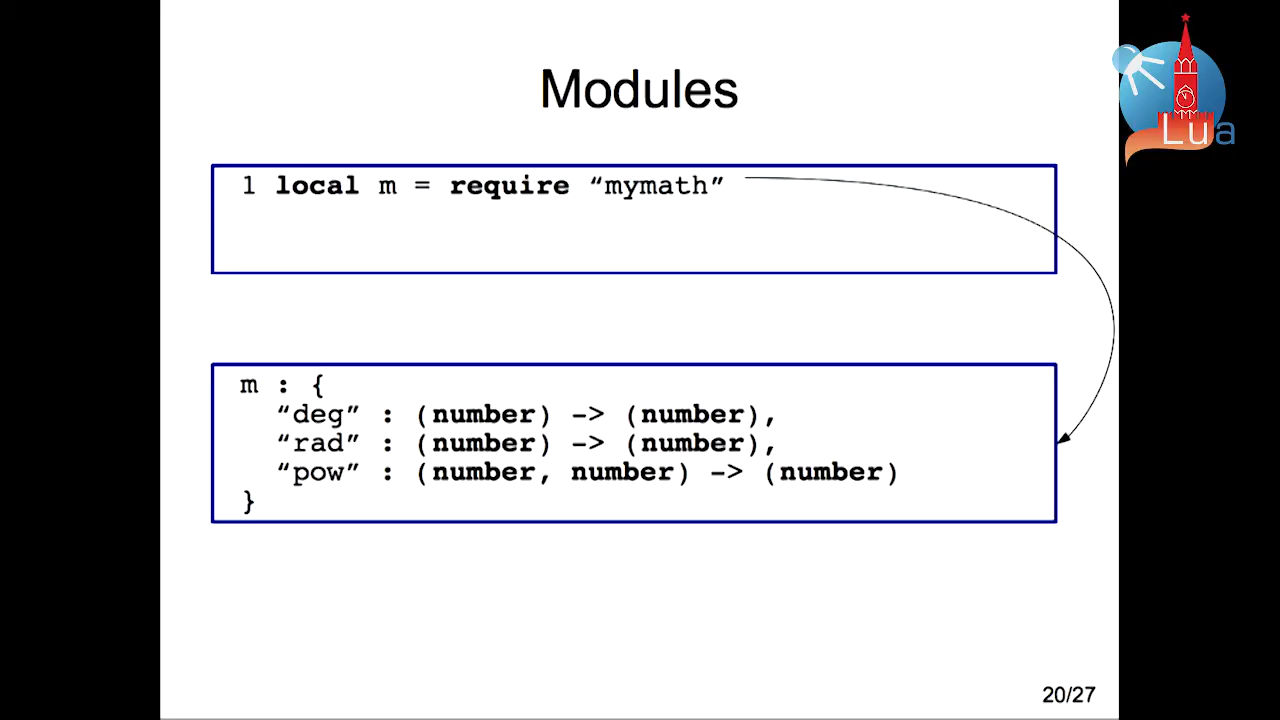 Modules
Lua
1 local m = require “mymath”
m : {
“deg” : (number) -> (number),
“rad” : (number) -> (number),
“pow” : (number, number) -> (number)
}
20/27